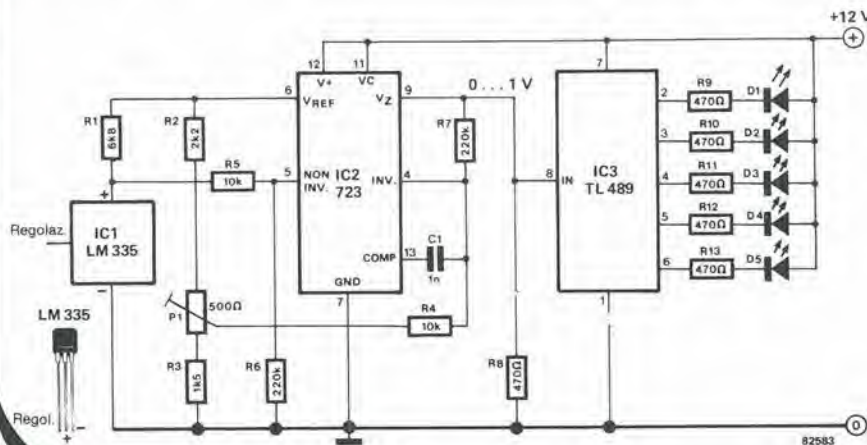 +12 V
12 11 7
V+ VC
6 9 0...1 V
VREF VZ
2 R9 D1
470Ω
R1 R2 R7
6k8 2k2 220k
3 R10 D2
470Ω
R5 5 NON INV. IC2 723 INV. 4
10k
8 IN IC3 TL 489
4 R11 D3
470Ω
IC1
LM 335
Regolaz.
+
5 R12 D4
470Ω
COMP 13 C1
1n
6 R13 D5
470Ω
GND
7
1
−
LM 335
P1 500Ω
R4
10k
R3 R6 R8
1k5 220k 470Ω
Regol.
−
+
0
82583